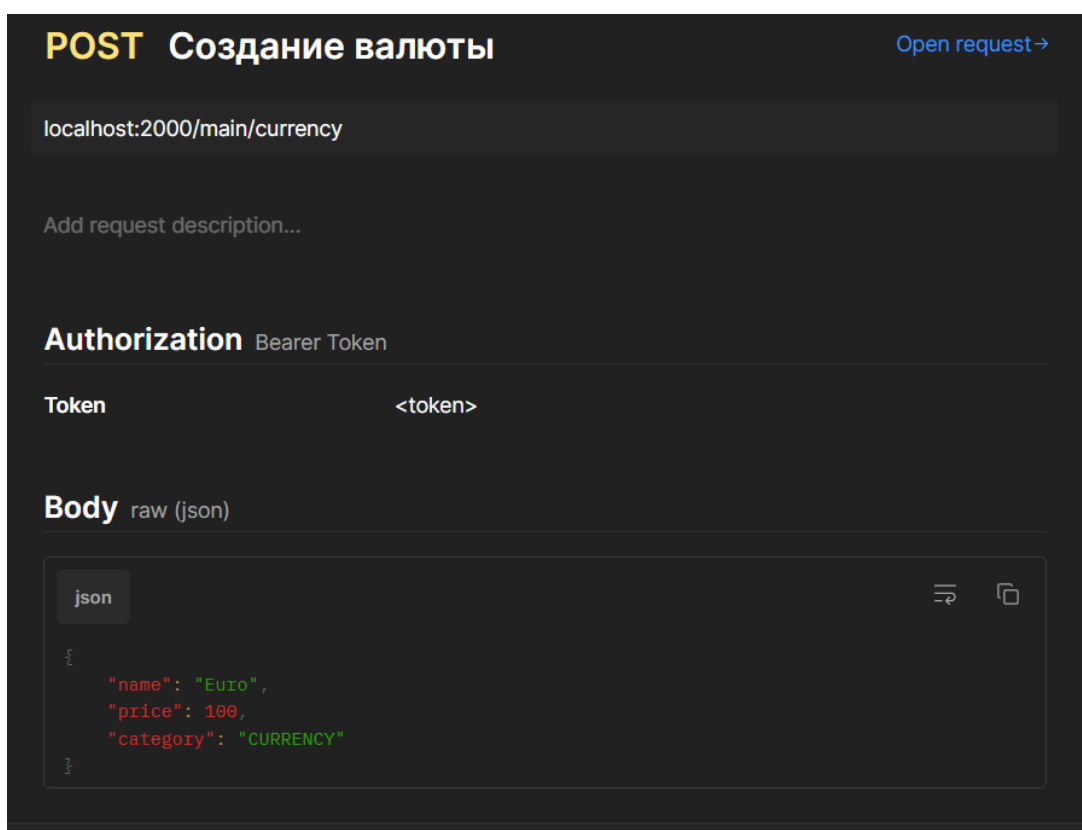 POST Создание валюты Open request→
localhost:2000/main/currency
Add request description...
Authorization Bearer Token
Token <token>
Body raw (json)
json
{
"name": "Euro",
"price": 100,
"category": "CURRENCY"
}